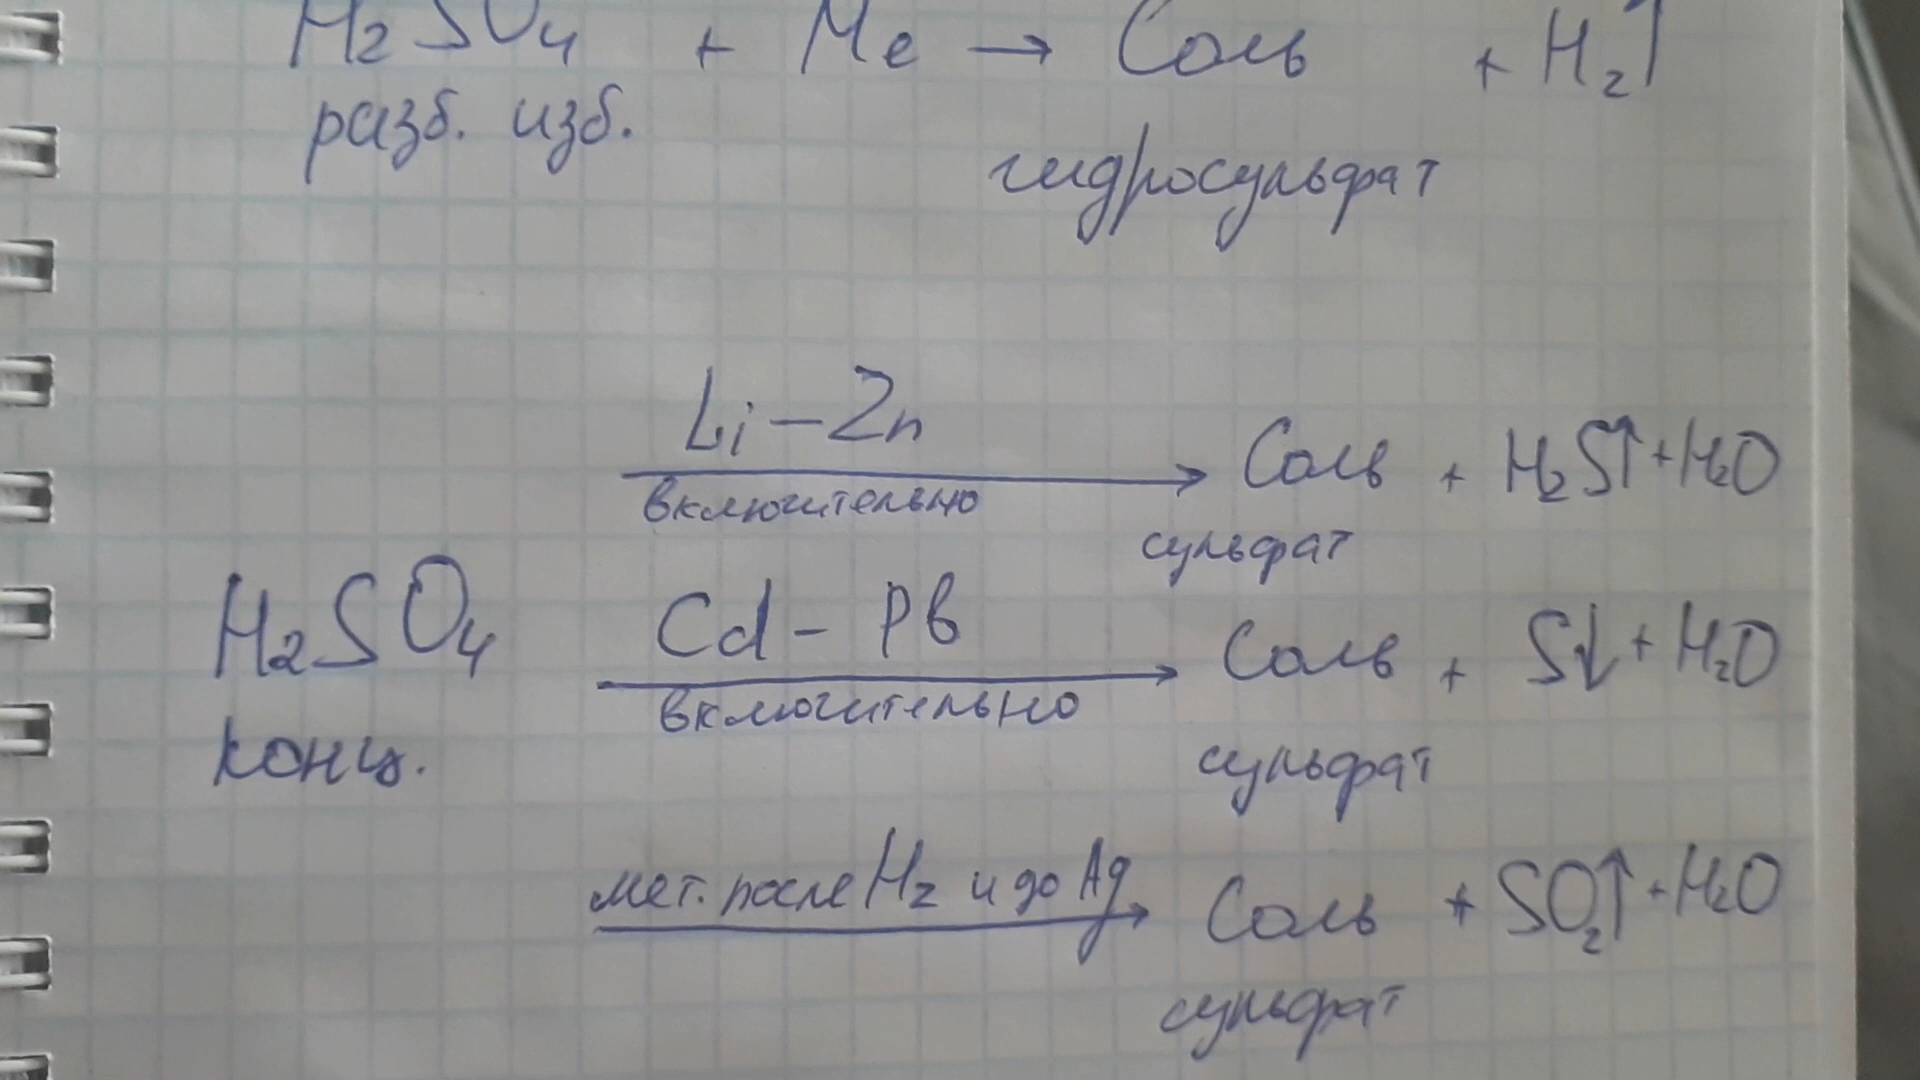 H₂SO₄ + Me → Соль + H₂↑
разб. изб.
гидросульфат
Li – Zn
включительно
Соль + H₂S↑ + H₂O
сульфат
H₂SO₄
конц.
Cd – Pb
включительно
Соль + S↓ + H₂O
сульфат
мет. после H₂ и до Ag
Соль + SO₂↑ + H₂O
сульфат